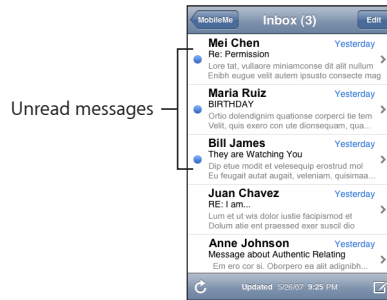 MobileMe
Inbox (3)
Edit
Unread messages
Mei Chen
Yesterday
Re: Permission
Lore tat, vullaore miniamconse dit alit nullum
Enibh eugue velit autem ipsusto consecte mag
Maria Ruiz
Yesterday
BIRTHDAY
Ortio dolendignim quationse corperci tie tem
Velit, quis exero con ute dionsequam, qua...
Bill James
Yesterday
They are Watching You
Dip etue modit et velesequip erostrud mol
Eu feugait autat augait, veleniam, quisimaa...
Juan Chavez
Yesterday
RE: I am...
Lum et ut wis dolor iustie facipismod et
Dolum atie ent praessed exer suscil dio
Anne Johnson
Yesterday
Message about Authentic Relating
Em ero cor si. Oborpero ea alit adignibh...
Updated 5/26/07 9:25 PM